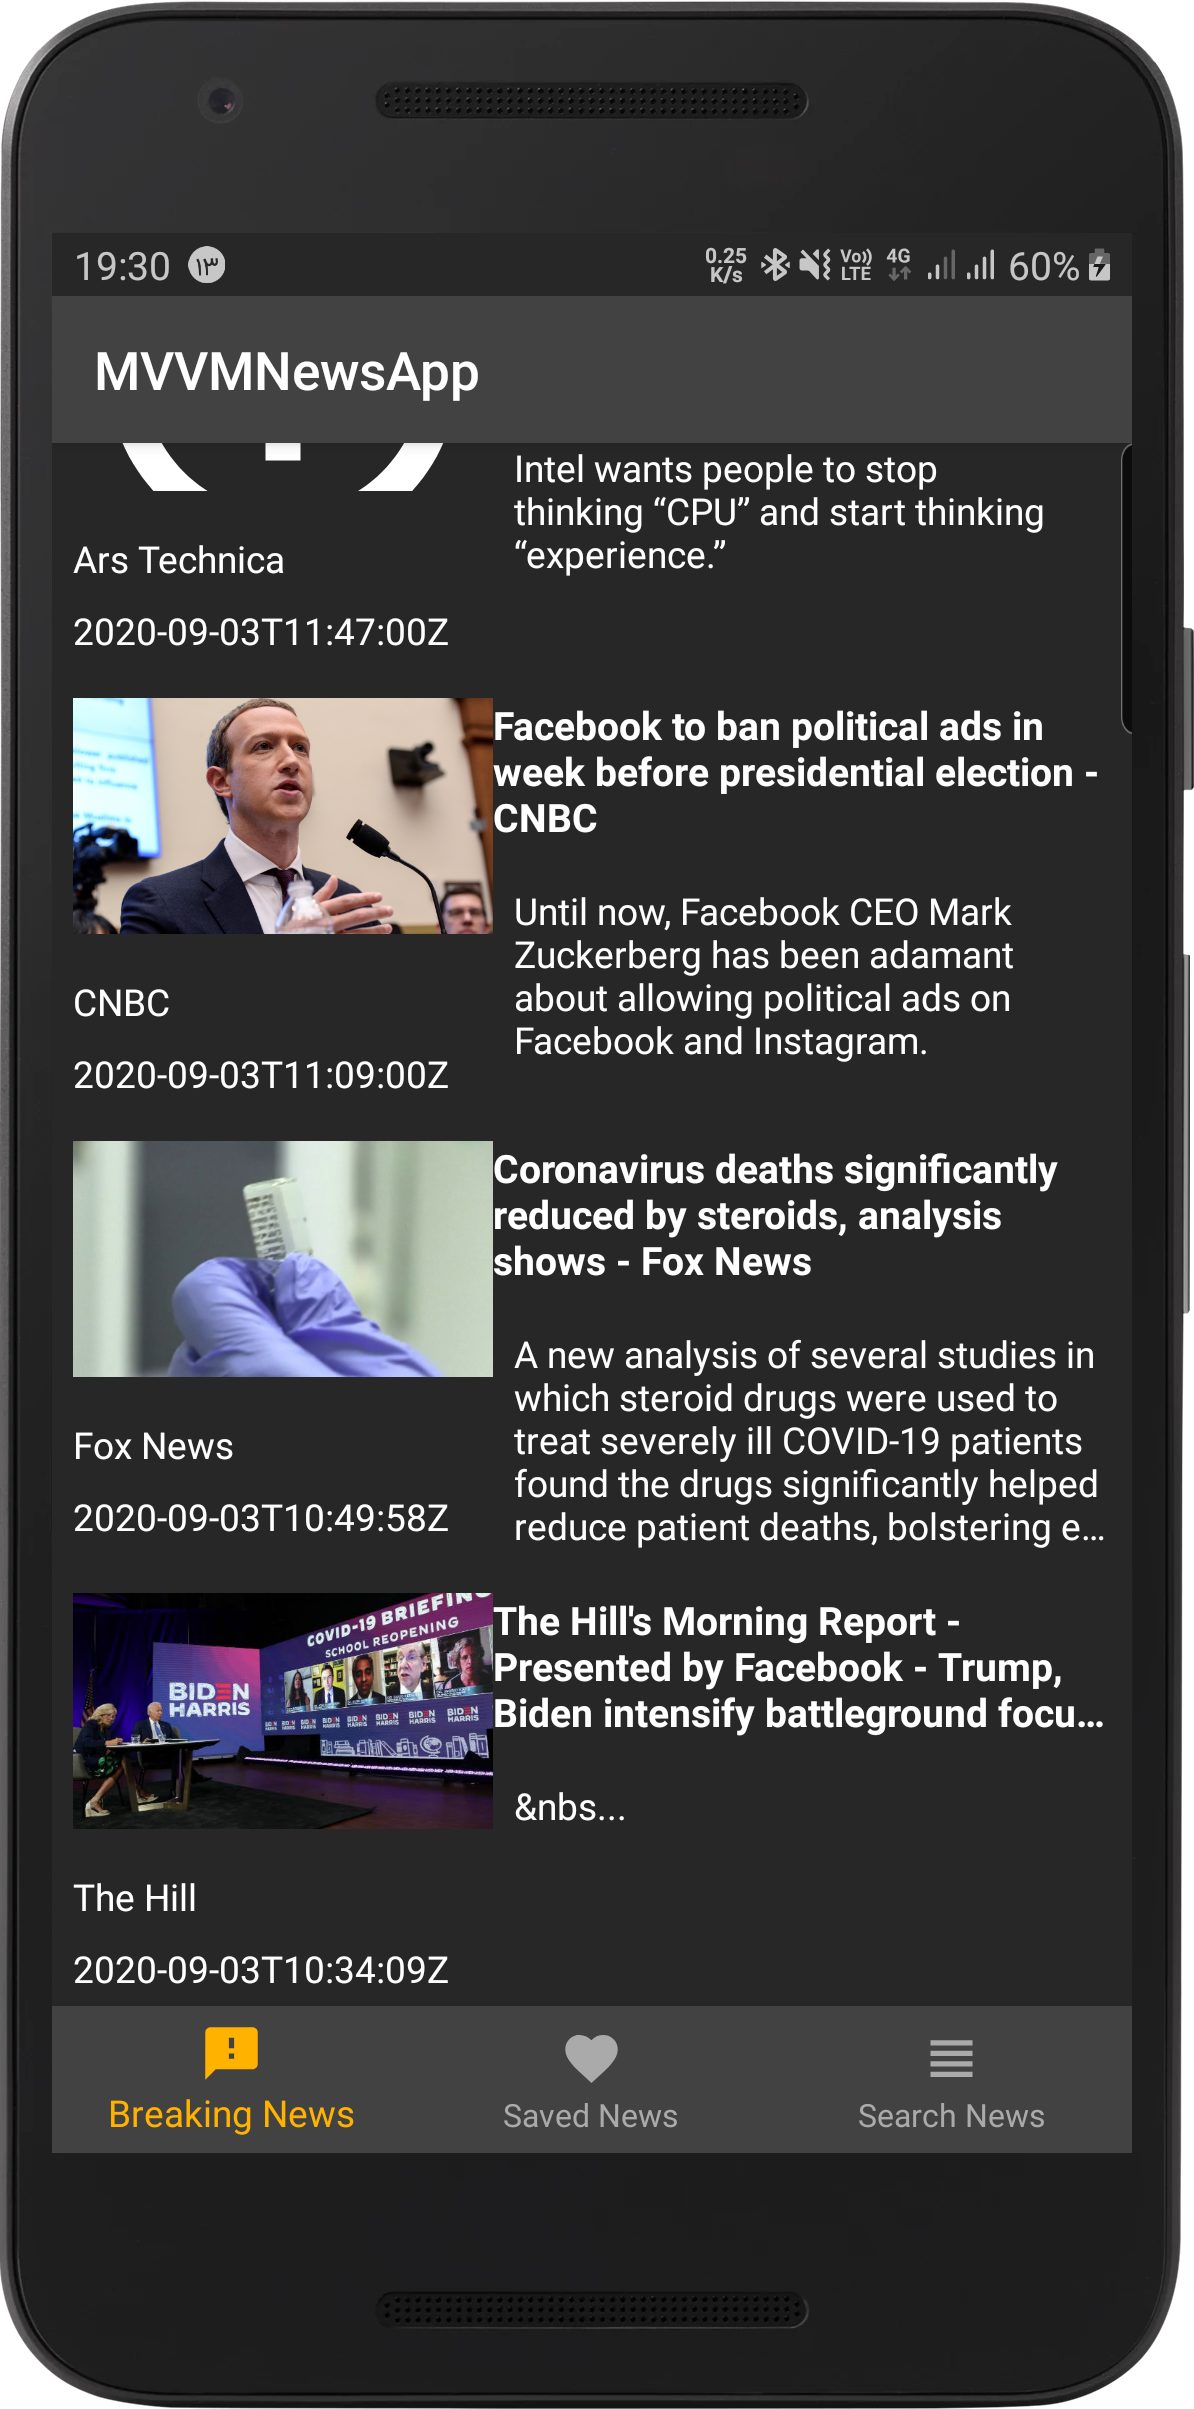 19:30 ۱۳ 0.25 K/s Vo)) LTE 4G 60%
MVVMNewsApp
Intel wants people to stop
thinking “CPU” and start thinking
“experience.”
Ars Technica
2020-09-03T11:47:00Z
Facebook to ban political ads in
week before presidential election -
CNBC
Until now, Facebook CEO Mark
Zuckerberg has been adamant
about allowing political ads on
Facebook and Instagram.
CNBC
2020-09-03T11:09:00Z
Coronavirus deaths significantly
reduced by steroids, analysis
shows - Fox News
A new analysis of several studies in
which steroid drugs were used to
treat severely ill COVID-19 patients
found the drugs significantly helped
reduce patient deaths, bolstering e…
Fox News
2020-09-03T10:49:58Z
COVID-19 BRIEFING
SCHOOL REOPENING
BIDEN
HARRIS
The Hill's Morning Report -
Presented by Facebook - Trump,
Biden intensify battleground focu…
&nbs...
The Hill
2020-09-03T10:34:09Z
Breaking News
Saved News
Search News